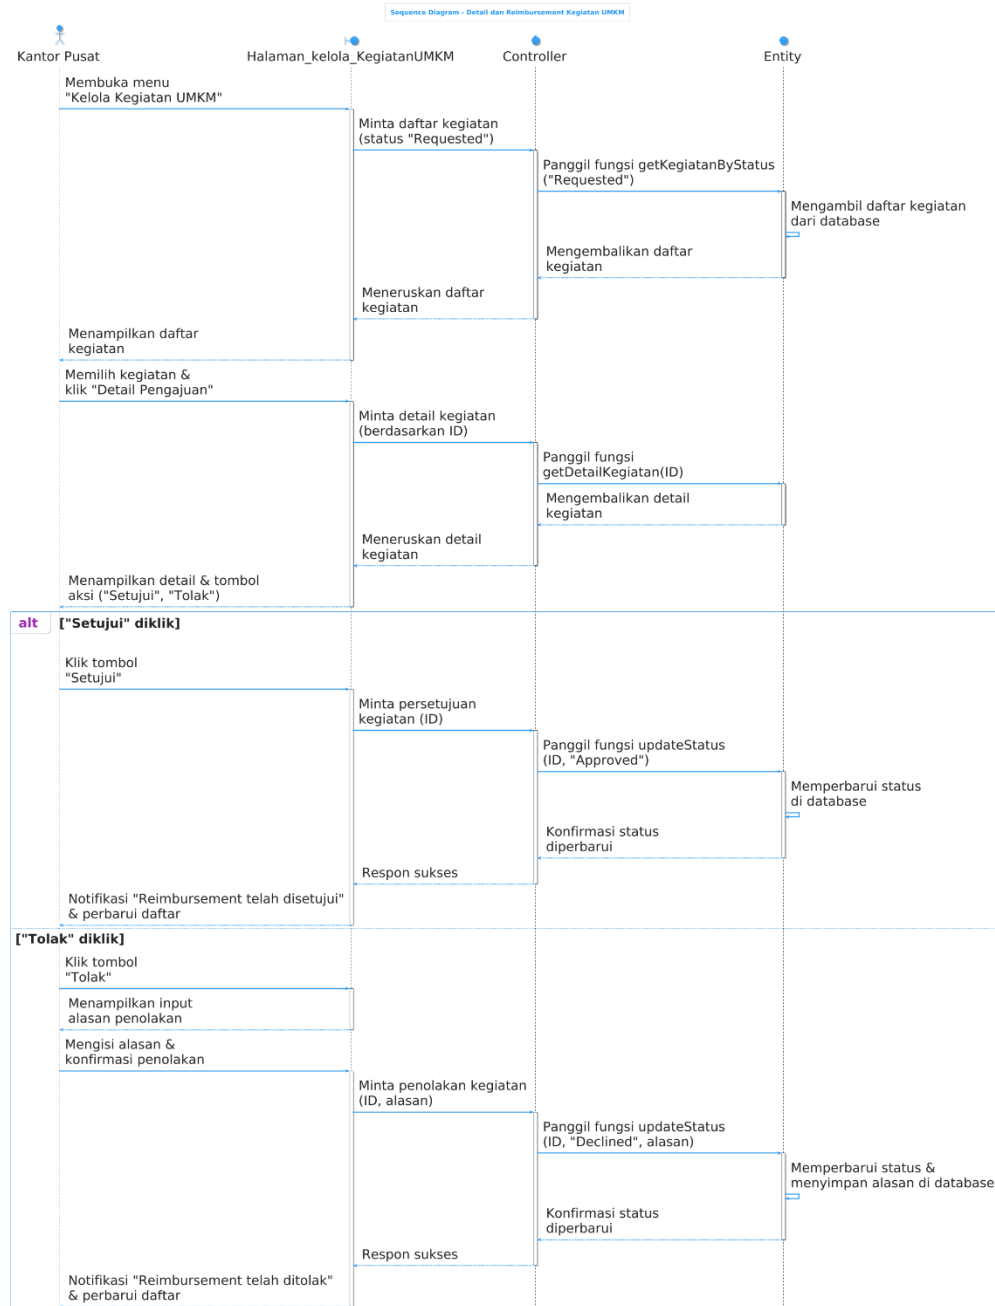 Sequence Diagram - Detail dan Reimbursement Kegiatan UMKM
Kantor Pusat
Halaman_kelola_KegiatanUMKM
Controller
Entity
Membuka menu
"Kelola Kegiatan UMKM"
Minta daftar kegiatan
(status "Requested")
Panggil fungsi getKegiatanByStatus
("Requested")
Mengambil daftar kegiatan
dari database
Mengembalikan daftar
kegiatan
Meneruskan daftar
kegiatan
Menampilkan daftar
kegiatan
Memilih kegiatan &
klik "Detail Pengajuan"
Minta detail kegiatan
(berdasarkan ID)
Panggil fungsi
getDetailKegiatan(ID)
Mengembalikan detail
kegiatan
Meneruskan detail
kegiatan
Menampilkan detail & tombol
aksi ("Setujui", "Tolak")
alt
["Setujui" diklik]
Klik tombol
"Setujui"
Minta persetujuan
kegiatan (ID)
Panggil fungsi updateStatus
(ID, "Approved")
Memperbarui status
di database
Konfirmasi status
diperbarui
Respon sukses
Notifikasi "Reimbursement telah disetujui"
& perbarui daftar
["Tolak" diklik]
Klik tombol
"Tolak"
Menampilkan input
alasan penolakan
Mengisi alasan &
konfirmasi penolakan
Minta penolakan kegiatan
(ID, alasan)
Panggil fungsi updateStatus
(ID, "Declined", alasan)
Memperbarui status &
menyimpan alasan di database
Konfirmasi status
diperbarui
Respon sukses
Notifikasi "Reimbursement telah ditolak"
& perbarui daftar